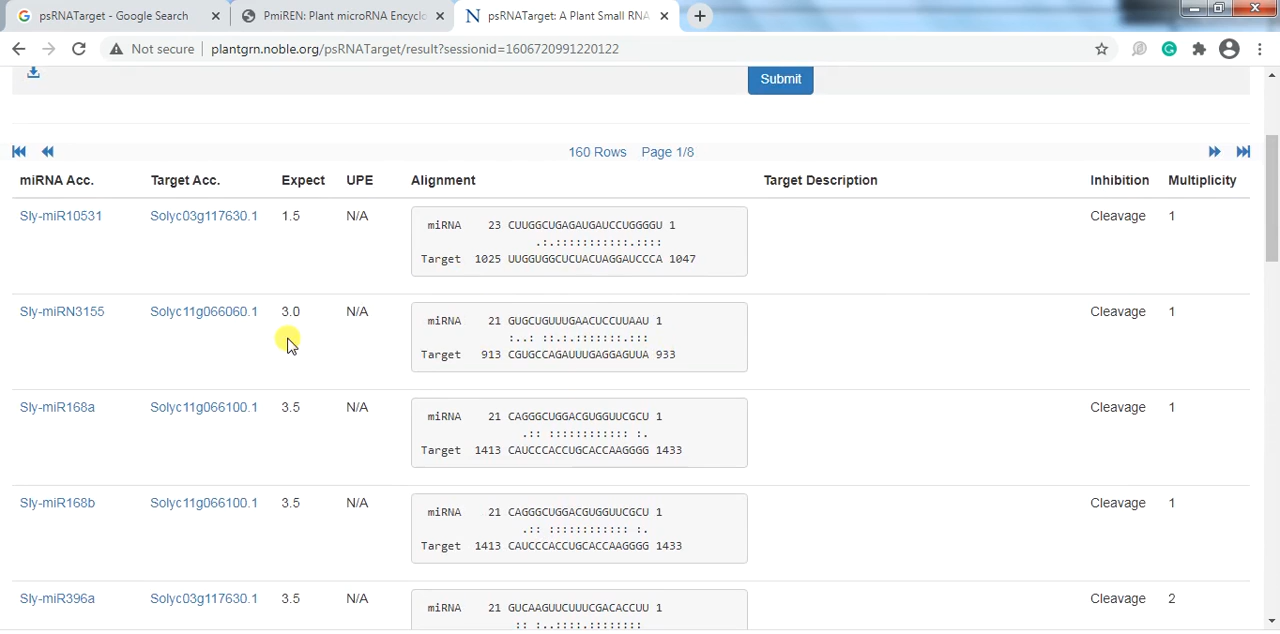 psRNATarget - Google Search
PmiREN: Plant microRNA Encyclo
psRNATarget: A Plant Small RNA
Not secure | plantgrn.noble.org/psRNATarget/result?sessionid=1606720991220122
Submit
160 Rows Page 1/8
miRNA Acc. Target Acc. Expect UPE Alignment Target Description Inhibition Multiplicity
Sly-miR10531 Solyc03g117630.1 1.5 N/A Cleavage 1
miRNA 23 CUUGGCUGAGAUGAUCCUGGGGU 1
.:.:::::::::::.::::
Target 1025 UUGGUGGCUCUACUAGGAUCCCA 1047
Sly-miRN3155 Solyc11g066060.1 3.0 N/A Cleavage 1
miRNA 21 GUGCUGUUUGAACUCCUUAAU 1
:..: ::.:.:::::::.:::
Target 913 CGUGCCAGAUUUGAGGAGUUA 933
Sly-miR168a Solyc11g066100.1 3.5 N/A Cleavage 1
miRNA 21 CAGGGCUGGACGUGGUUCGCU 1
.:: :::::::::::: :.
Target 1413 CAUCCCACCUGCACCAAGGGG 1433
Sly-miR168b Solyc11g066100.1 3.5 N/A Cleavage 1
miRNA 21 CAGGGCUGGACGUGGUUCGCU 1
.:: :::::::::::: :.
Target 1413 CAUCCCACCUGCACCAAGGGG 1433
Sly-miR396a Solyc03g117630.1 3.5 N/A Cleavage 2
miRNA 21 GUCAAGUUCUUUCGACACCUU 1
:: :..::::.::::::::